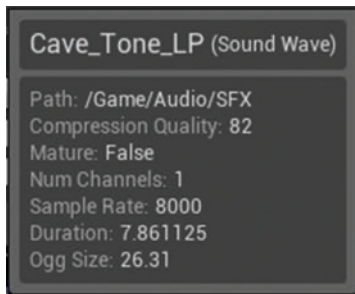 Cave_Tone_LP (Sound Wave)
Path: /Game/Audio/SFX
Compression Quality: 82
Mature: False
Num Channels: 1
Sample Rate: 8000
Duration: 7.861125
Ogg Size: 26.31